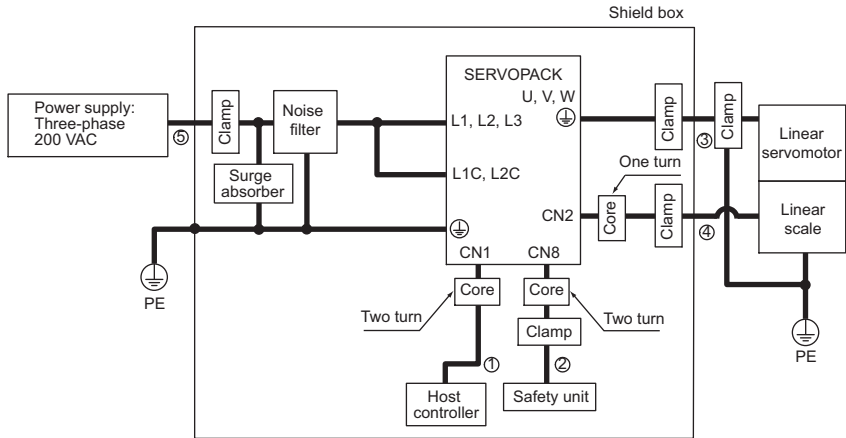 Shield box
SERVOPACK
U, V, W
Power supply:
Three-phase
200 VAC
⑤
Clamp
Noise
filter
L1, L2, L3
Clamp
③
Clamp
Linear
servomotor
Surge
absorber
L1C, L2C
One turn
CN2
Core
Clamp
④
Linear
scale
PE
CN1
CN8
Core
Core
Two turn
Two turn
Clamp
PE
①
②
Host
controller
Safety unit